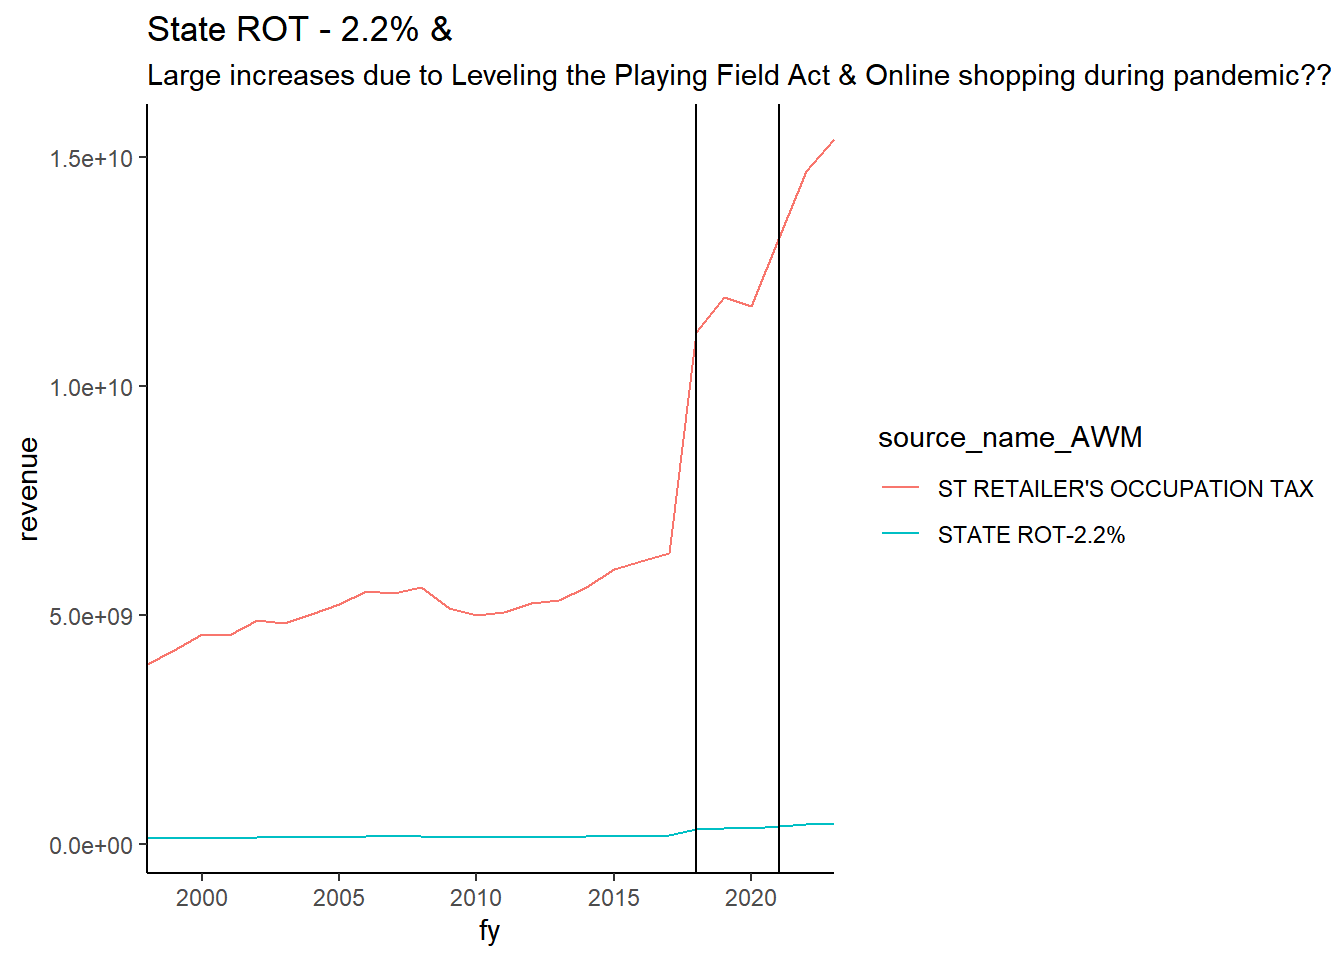 State ROT - 2.2% &
Large increases due to Leveling the Playing Field Act & Online shopping during pandemic??
1.5e+10
1.0e+10
5.0e+09
0.0e+00
revenue
2000
2005
2010
2015
2020
fy
source_name_AWM
ST RETAILER'S OCCUPATION TAX
STATE ROT-2.2%